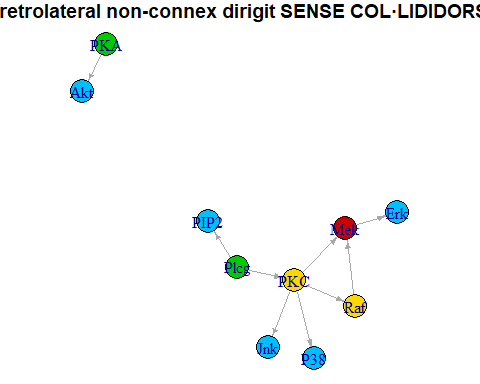 retrolateral non-connex dirigit SENSE COL·LIDIDORS
PKA
Akt
PIP2
Mek
Erk
Plcg
PKC
Raf
Jnk
P38